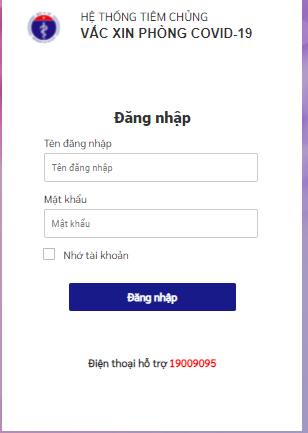 HỆ THỐNG TIÊM CHỦNG
VẮC XIN PHÒNG COVID-19
Đăng nhập
Tên đăng nhập
Tên đăng nhập
Mật khẩu
Mật khẩu
Nhớ tài khoản
Đăng nhập
Điện thoại hỗ trợ 19009095